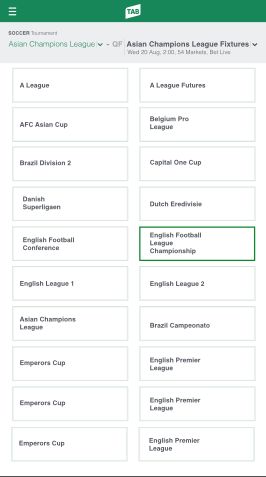 TAB
SOCCER Tournament
Asian Champions League - QF Asian Champions League Fixtures
Wed 20 Aug, 2:00, 54 Markets, Bet Live
A League
A League Futures
AFC Asian Cup
Belgium Pro
League
Brazil Division 2
Capital One Cup
Danish
Superligaen
Dutch Eredivisie
English Football
Conference
English Football
League
Championship
English League 1
English League 2
Asian Champions
League
Brazil Campeonato
Emperors Cup
English Premier
League
Emperors Cup
English Premier
League
Emperors Cup
English Premier
League